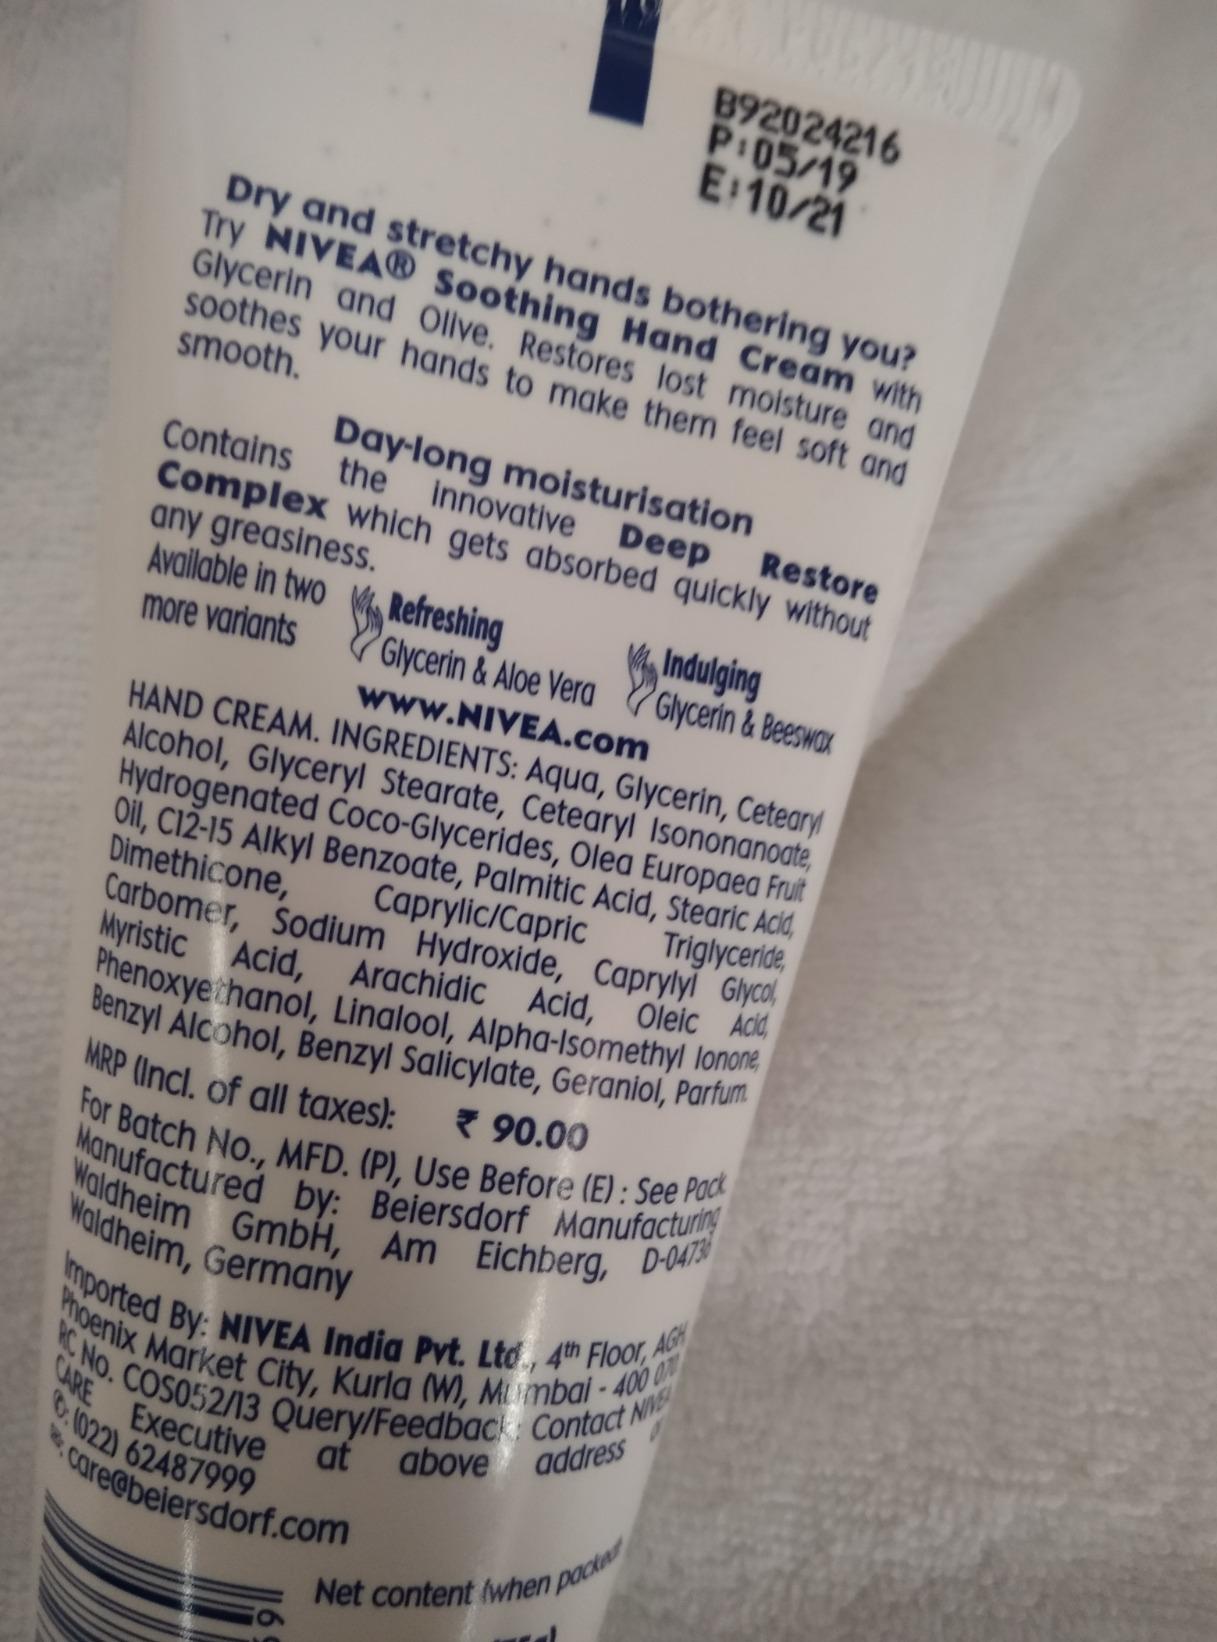 B92024216
P:05/19
E:10/21
Dry and stretchy hands bothering you?
Try NIVEA® Soothing Hand Cream with
Glycerin and Olive. Restores lost moisture and
soothes your hands to make them feel soft and
smooth.
Day-long moisturisation
Contains the innovative Deep Restore
Complex which gets absorbed quickly without
any greasiness.
Available in two
more variants
Refreshing
Glycerin & Aloe Vera
Indulging
Glycerin & Beeswax
www.NIVEA.com
HAND CREAM. INGREDIENTS: Aqua, Glycerin, Cetearyl
Alcohol, Glyceryl Stearate, Cetearyl Isononanoate,
Hydrogenated Coco-Glycerides, Olea Europaea Fruit
Oil, C12-15 Alkyl Benzoate, Palmitic Acid, Stearic Acid,
Dimethicone, Caprylic/Capric Triglyceride,
Carbomer, Sodium Hydroxide, Caprylyl Glycol,
Myristic Acid, Arachidic Acid, Oleic Acid,
Phenoxyethanol, Linalool, Alpha-Isomethyl Ionone,
Benzyl Alcohol, Benzyl Salicylate, Geraniol, Parfum.
MRP (Incl. of all taxes): ₹ 90.00
For Batch No., MFD. (P), Use Before (E) : See Pack
Manufactured by: Beiersdorf Manufacturing
Waldheim GmbH, Am Eichberg, D-04736
Waldheim, Germany
Imported By: NIVEA India Pvt. Ltd., 4th Floor, AGH,
Phoenix Market City, Kurla (W), Mumbai - 400 070
RC No. COS052/13 Query/Feedback: Contact NIVEA
CARE Executive at above address or
✆: (022) 62487999
care@beiersdorf.com
Net content (when packed)